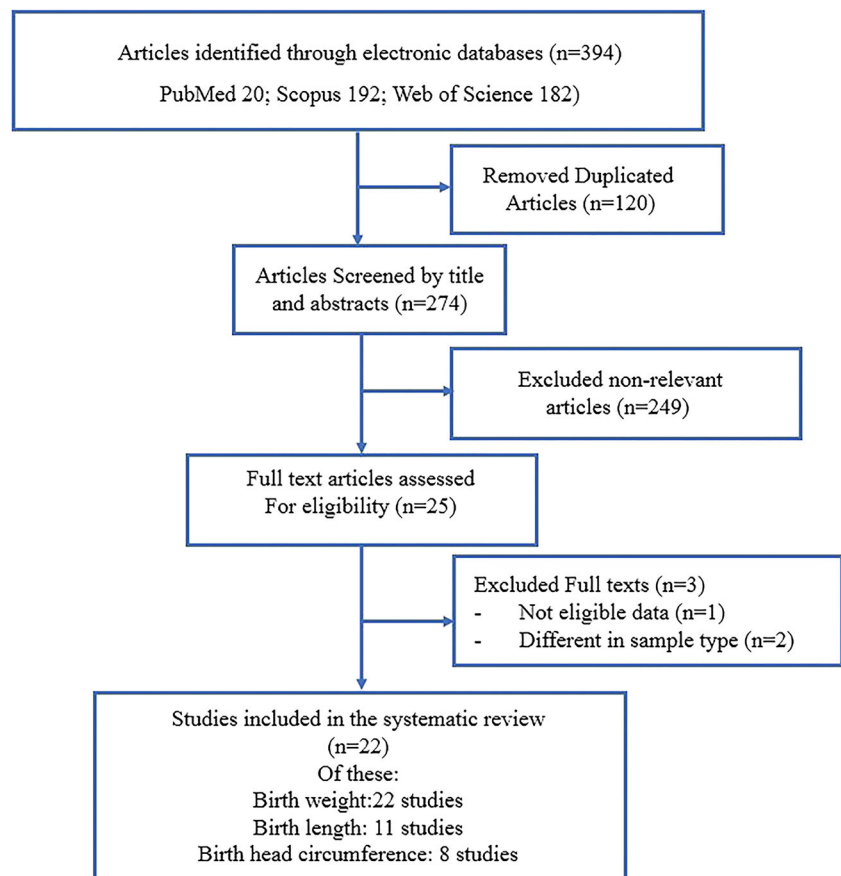 Articles identified through electronic databases (n=394)
PubMed 20; Scopus 192; Web of Science 182)
Removed Duplicated
Articles (n=120)
Articles Screened by title
and abstracts (n=274)
Excluded non-relevant
articles (n=249)
Full text articles assessed
For eligibility (n=25)
Excluded Full texts (n=3)
- Not eligible data (n=1)
- Different in sample type (n=2)
Studies included in the systematic review
(n=22)
Of these:
Birth weight:22 studies
Birth length: 11 studies
Birth head circumference: 8 studies